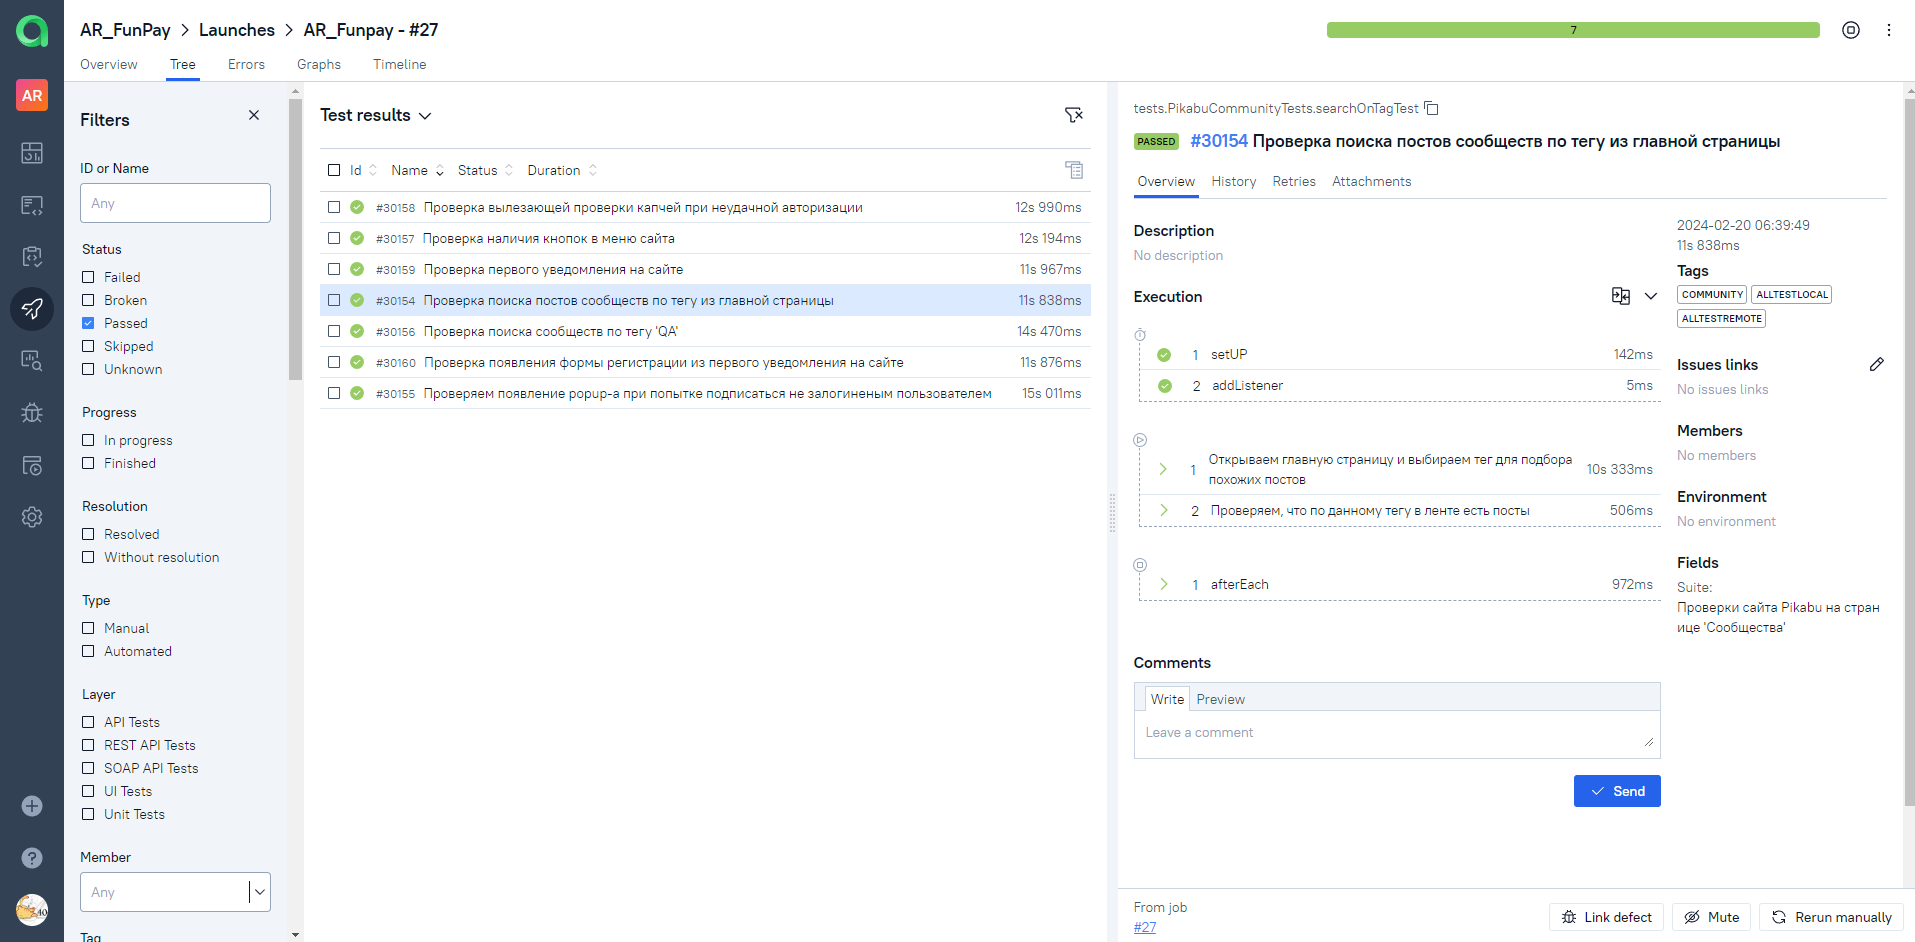 AR_FunPay > Launches > AR_Funpay - #27
7
Overview Tree Errors Graphs Timeline
AR
Filters
ID or Name
Any
Status
Failed
Broken
Passed
Skipped
Unknown
Progress
In progress
Finished
Resolution
Resolved
Without resolution
Type
Manual
Automated
Layer
API Tests
REST API Tests
SOAP API Tests
UI Tests
Unit Tests
Member
Any
Tag
Test results
Id Name Status Duration
#30158 Проверка вылезающей проверки капчей при неудачной авторизации 12s 990ms
#30157 Проверка наличия кнопок в меню сайта 12s 194ms
#30159 Проверка первого уведомления на сайте 11s 967ms
#30154 Проверка поиска постов сообществ по тегу из главной страницы 11s 838ms
#30156 Проверка поиска сообществ по тегу 'QA' 14s 470ms
#30160 Проверка появления формы регистрации из первого уведомления на сайте 11s 876ms
#30155 Проверяем появление popup-а при попытке подписаться не залогиненым пользователем 15s 011ms
tests.PikabuCommunityTests.searchOnTagTest
PASSED #30154 Проверка поиска постов сообществ по тегу из главной страницы
Overview History Retries Attachments
Description
No description
Execution
1 setUP 142ms
2 addListener 5ms
1 Открываем главную страницу и выбираем тег для подбора
похожих постов 10s 333ms
2 Проверяем, что по данному тегу в ленте есть посты 506ms
1 afterEach 972ms
Comments
Write Preview
Leave a comment
Send
2024-02-20 06:39:49
11s 838ms
Tags
COMMUNITY ALLTESTLOCAL
ALLTESTREMOTE
Issues links
No issues links
Members
No members
Environment
No environment
Fields
Suite:
Проверки сайта Pikabu на стран
ице 'Сообщества'
From job
#27
Link defect Mute Rerun manually